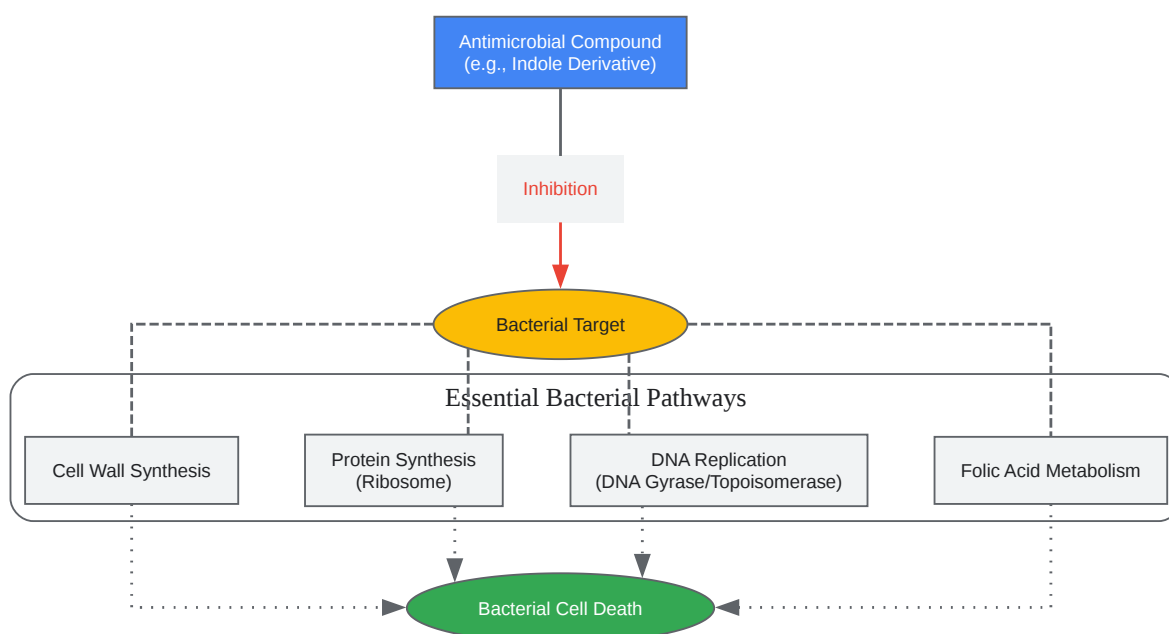 Antimicrobial Compound
(e.g., Indole Derivative)
Inhibition
Bacterial Target
Essential Bacterial Pathways
Cell Wall Synthesis
Protein Synthesis
(Ribosome)
DNA Replication
(DNA Gyrase/Topoisomerase)
Folic Acid Metabolism
Bacterial Cell Death